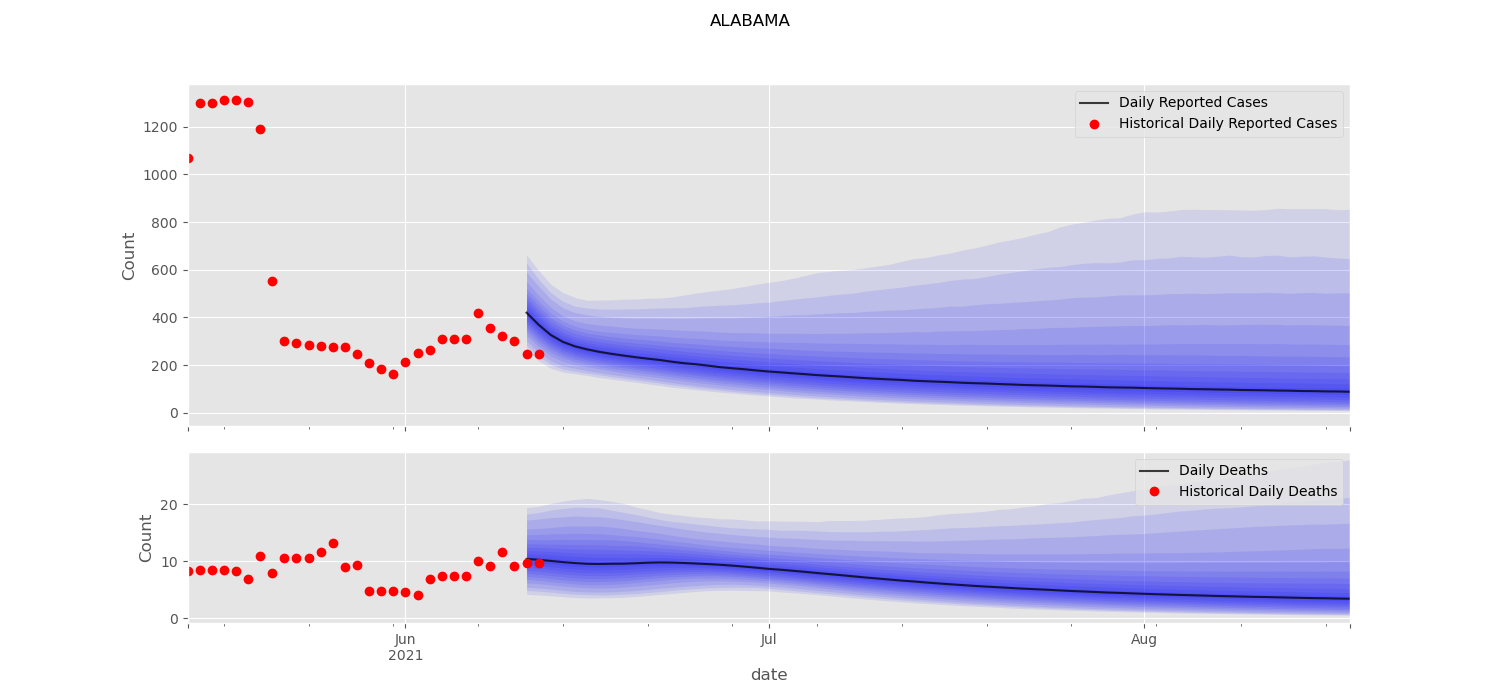 ALABAMA
Count
1200
1000
800
600
400
200
0
Daily Reported Cases
Historical Daily Reported Cases
Count
20
10
0
Daily Deaths
Historical Daily Deaths
Jun
2021
Jul
Aug
date